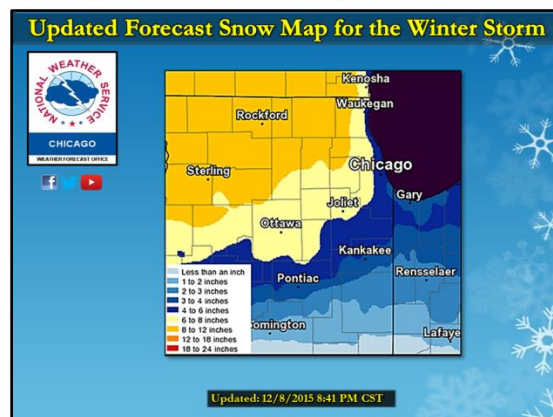 Updated Forecast Snow Map for the Winter Storm
NATIONAL WEATHER SERVICE
CHICAGO
WEATHER FORECAST OFFICE
Kenosha
Waukegan
Rockford
Chicago
Sterling
Gary
Joliet
Ottawa
Kankakee
Rensselaer
Pontiac
Less than an inch
1 to 2 inches
2 to 3 inches
3 to 4 inches
4 to 6 inches
6 to 8 inches
8 to 12 inches
12 to 18 inches
18 to 24 inches
omington
Lafaye
Updated: 12/8/2015 8:41 PM CST